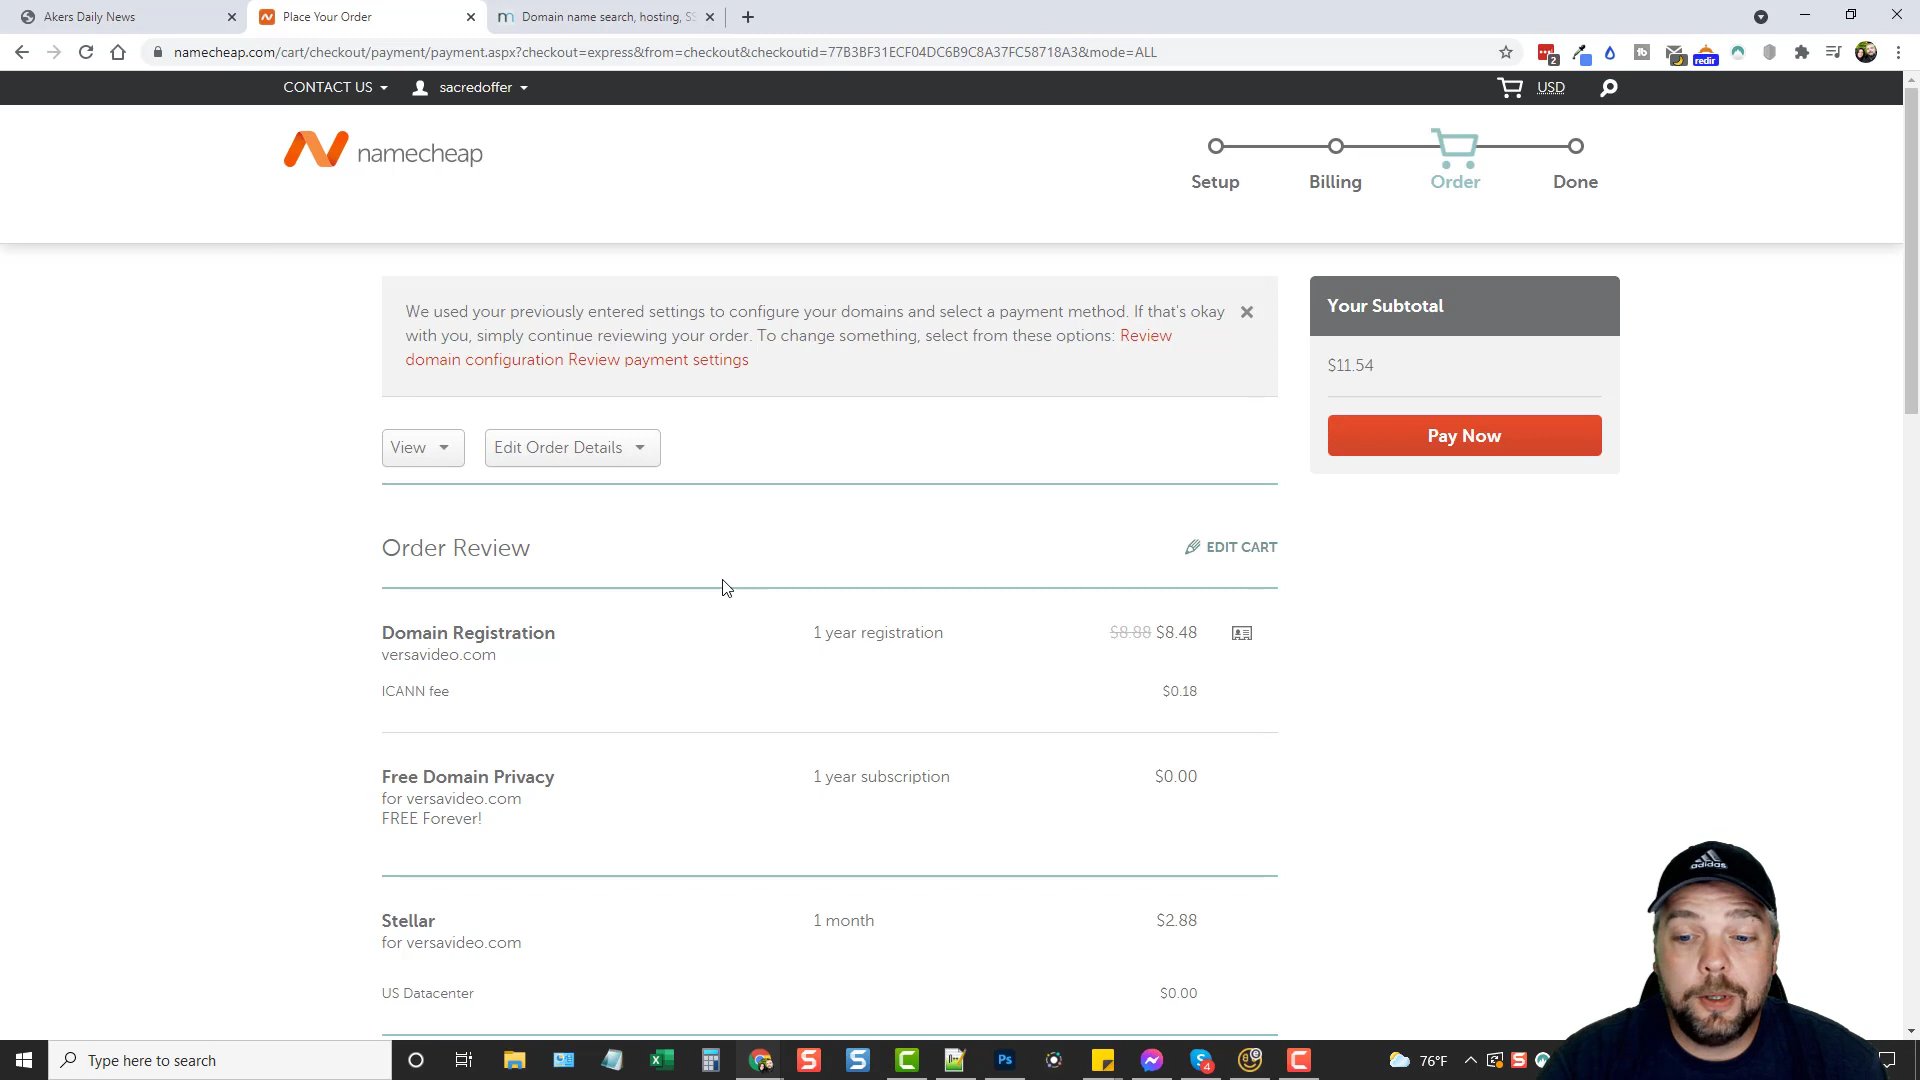 Akers Daily News
Place Your Order
Domain name search, hosting, SS
namecheap.com/cart/checkout/payment/payment.aspx?checkout=express&from=checkout&checkoutid=77B3BF31ECF04DC6B9C8A37FC58718A3&mode=ALL
2
redir
CONTACT US
sacredoffer
USD
namecheap
Setup
Billing
Order
Done
We used your previously entered settings to configure your domains and select a payment method. If that's okay
with you, simply continue reviewing your order. To change something, select from these options: Review
domain configuration Review payment settings
Your Subtotal
$11.54
Pay Now
View
Edit Order Details
Order Review
EDIT CART
Domain Registration
1 year registration
$8.88 $8.48
versavideo.com
ICANN fee
$0.18
Free Domain Privacy
1 year subscription
$0.00
for versavideo.com
FREE Forever!
Stellar
1 month
$2.88
for versavideo.com
US Datacenter
$0.00
adidas
Type here to search
Ps
4
76°F